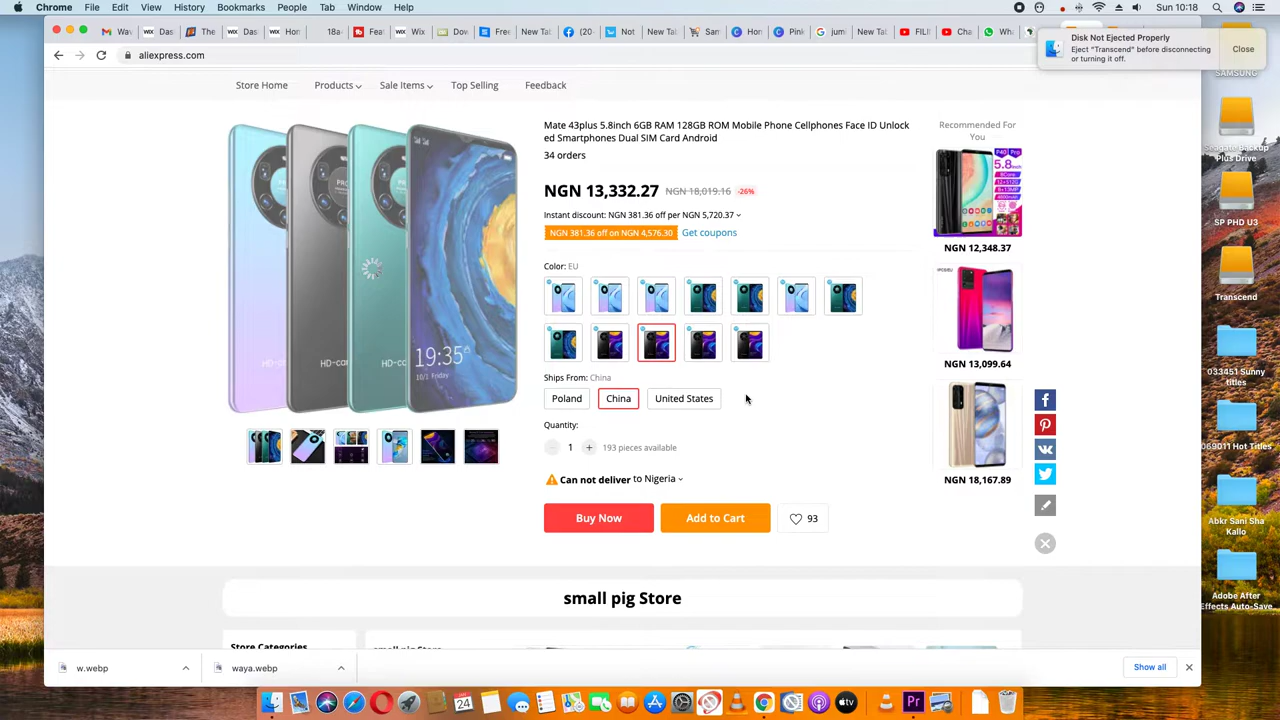 Chrome File Edit View History Bookmarks People Tab Window Help
Sun 10:18
Disk Not Ejected Properly
Eject “Transcend” before disconnecting
or turning it off.
Close
aliexpress.com
Store Home Products Sale Items Top Selling Feedback
Mate 43plus 5.8inch 6GB RAM 128GB ROM Mobile Phone Cellphones Face ID Unlock
ed Smartphones Dual SIM Card Android
34 orders
NGN 13,332.27 NGN 18,019.16 -26%
Instant discount: NGN 381.36 off per NGN 5,720.37
NGN 381.36 off on NGN 4,576.30 Get coupons
Color: EU
Ships From: China
Poland China United States
Quantity:
1 + 193 pieces available
Can not deliver to Nigeria
Buy Now Add to Cart 93
19:35
Recommended For
You
NGN 12,348.37
NGN 13,099.64
NGN 18,167.89
small pig Store
Store Categories
small pig Store
w.webp waya.webp Show all
SAMSUNG
Seagate Backup
Plus Drive
SP PHD U3
Transcend
033451 Sunny
titles
069011 Hot Titles
Abkr Sani Sha
Kallo
Adobe After
Effects Auto-Save